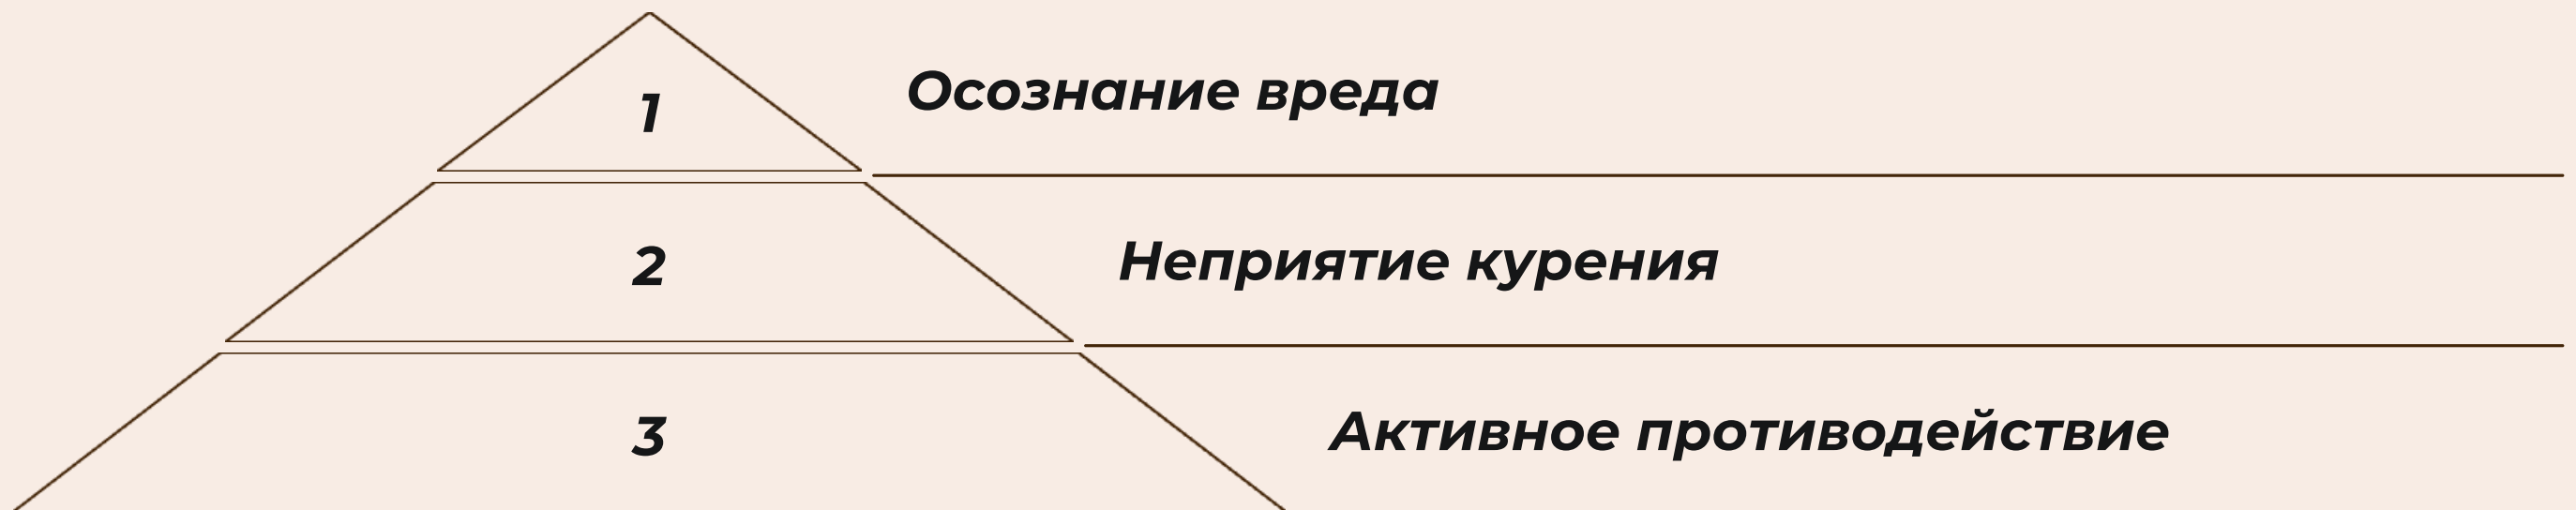 1
Осознание вреда
2
Неприятие курения
3
Активное противодействие